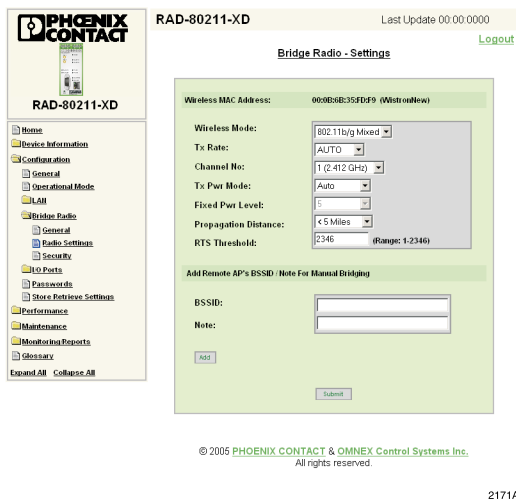 PHŒNIX
CONTACT
RAD-80211-XD
Home
Device Information
Configuration
General
Operational Mode
LAN
Bridge Radio
General
Radio Settings
Security
I/O Ports
Passwords
Store Retrieve Settings
Performance
Maintenance
Monitoring/Reports
Glossary
Expand All Collapse All
RAD-80211-XD
Last Update 00:00:0000
Logout
Bridge Radio - Settings
Wireless MAC Address: 00:0B:6B:35:FD:F9 (WistronNew)
Wireless Mode: 802.11b/g Mixed
Tx Rate: AUTO
Channel No: 1 (2.412 GHz)
Tx Pwr Mode: Auto
Fixed Pwr Level: 5
Propagation Distance: < 5 Miles
RTS Threshold: 2346 (Range: 1-2346)
Add Remote AP's BSSID / Note For Manual Bridging
BSSID:
Note:
Add
Submit
© 2005 PHOENIX CONTACT & OMNEX Control Systems Inc.
All rights reserved.
2171A